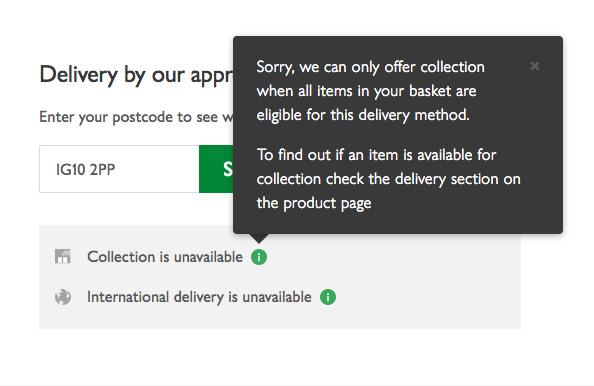 Delivery by our appr
Enter your postcode to see w
IG10 2PP
S
Sorry, we can only offer collection
when all items in your basket are
eligible for this delivery method.
To find out if an item is available for
collection check the delivery section on
the product page
Collection is unavailable
International delivery is unavailable